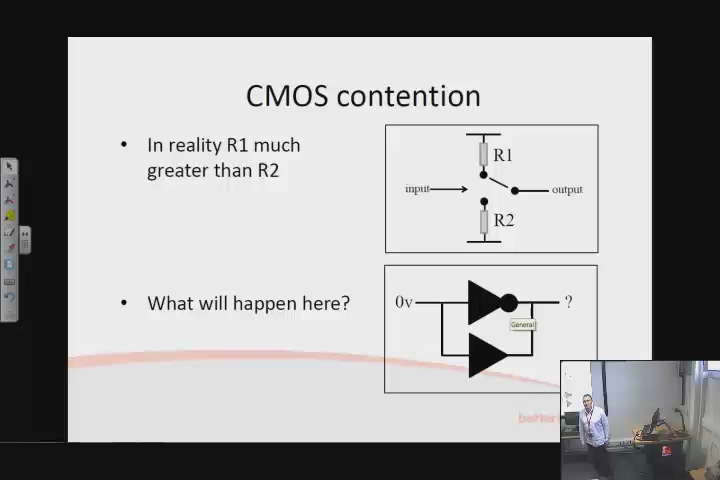 CMOS contention
• In reality R1 much
greater than R2
R1
input
output
R2
• What will happen here?
0v
?
General